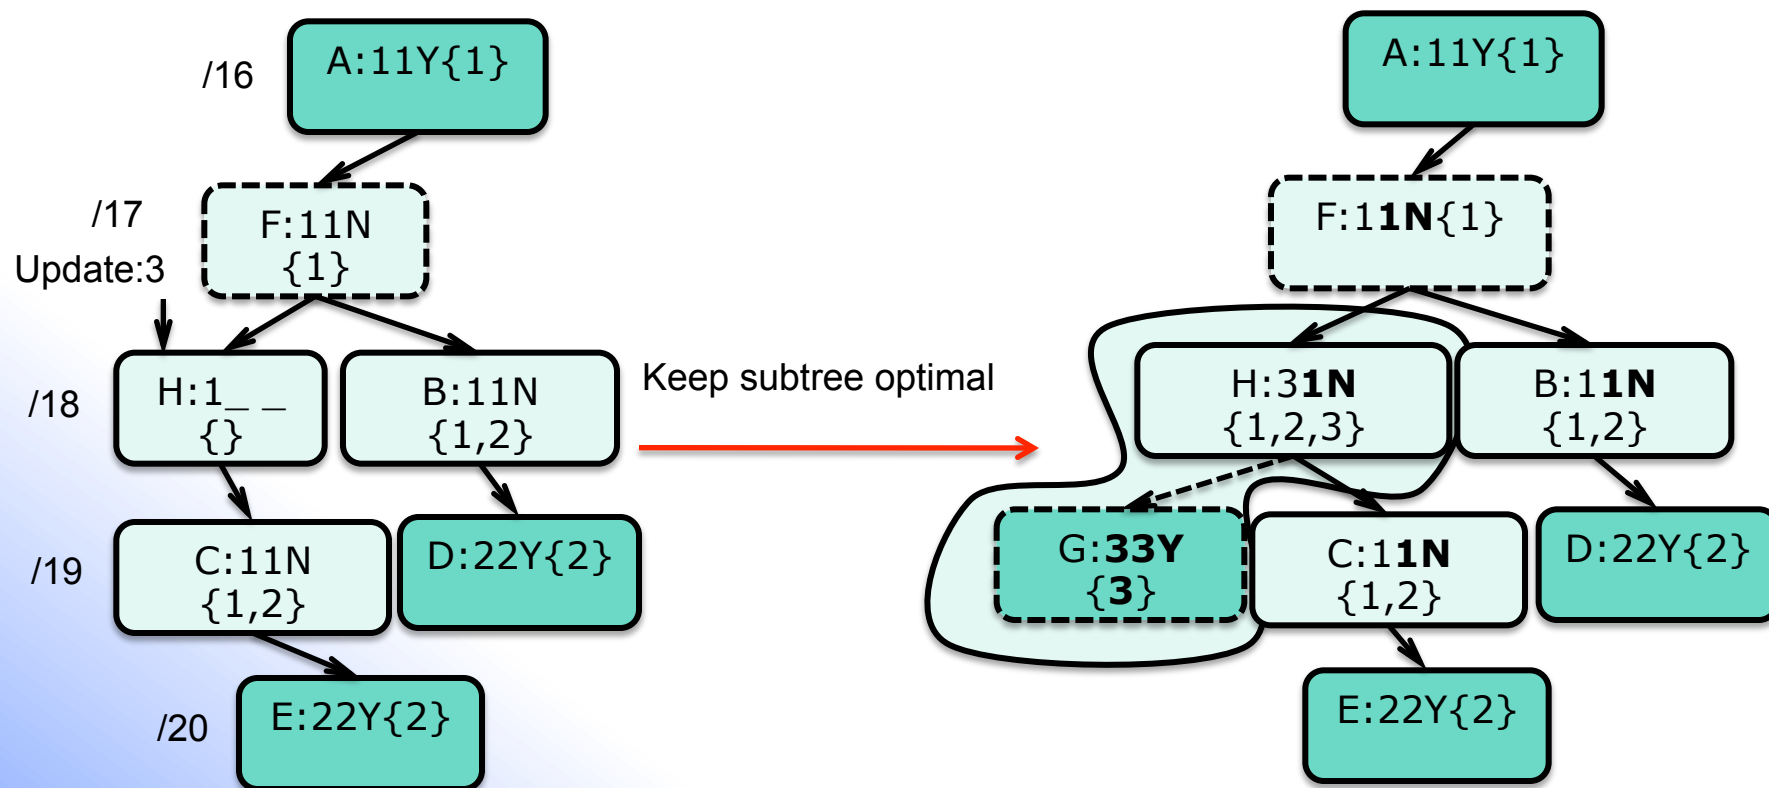 A:11Y{1}
/16
F:11N
{1}
/17
Update:3
H:1_ _
{}
B:11N
{1,2}
/18
C:11N
{1,2}
D:22Y{2}
/19
E:22Y{2}
/20
Keep subtree optimal
A:11Y{1}
F:11N{1}
H:31N
{1,2,3}
B:11N
{1,2}
G:33Y
{3}
C:11N
{1,2}
D:22Y{2}
E:22Y{2}